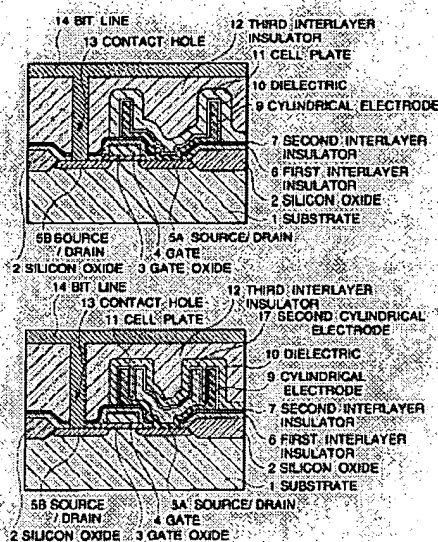 14 BIT LINE
13 CONTACT HOLE
12 THIRD INTERLAYER
INSULATOR
11 CELL PLATE
10 DIELECTRIC
9 CYLINDRICAL ELECTRODE
7 SECOND INTERLAYER
INSULATOR
6 FIRST INTERLAYER
INSULATOR
2 SILICON OXIDE
1 SUBSTRATE
5B SOURCE
/ DRAIN
5A SOURCE/ DRAIN
4 GATE
2 SILICON OXIDE
3 GATE OXIDE
14 BIT LINE
13 CONTACT HOLE
12 THIRD INTERLAYER
INSULATOR
11 CELL PLATE
17 SECOND CYLINDRICAL
ELECTRODE
10 DIELECTRIC
9 CYLINDRICAL
ELECTRODE
7 SECOND INTERLAYER
INSULATOR
6 FIRST INTERLAYER
INSULATOR
2 SILICON OXIDE
1 SUBSTRATE
5B SOURCE
/ DRAIN
5A SOURCE/ DRAIN
4 GATE
2 SILICON OXIDE
3 GATE OXIDE